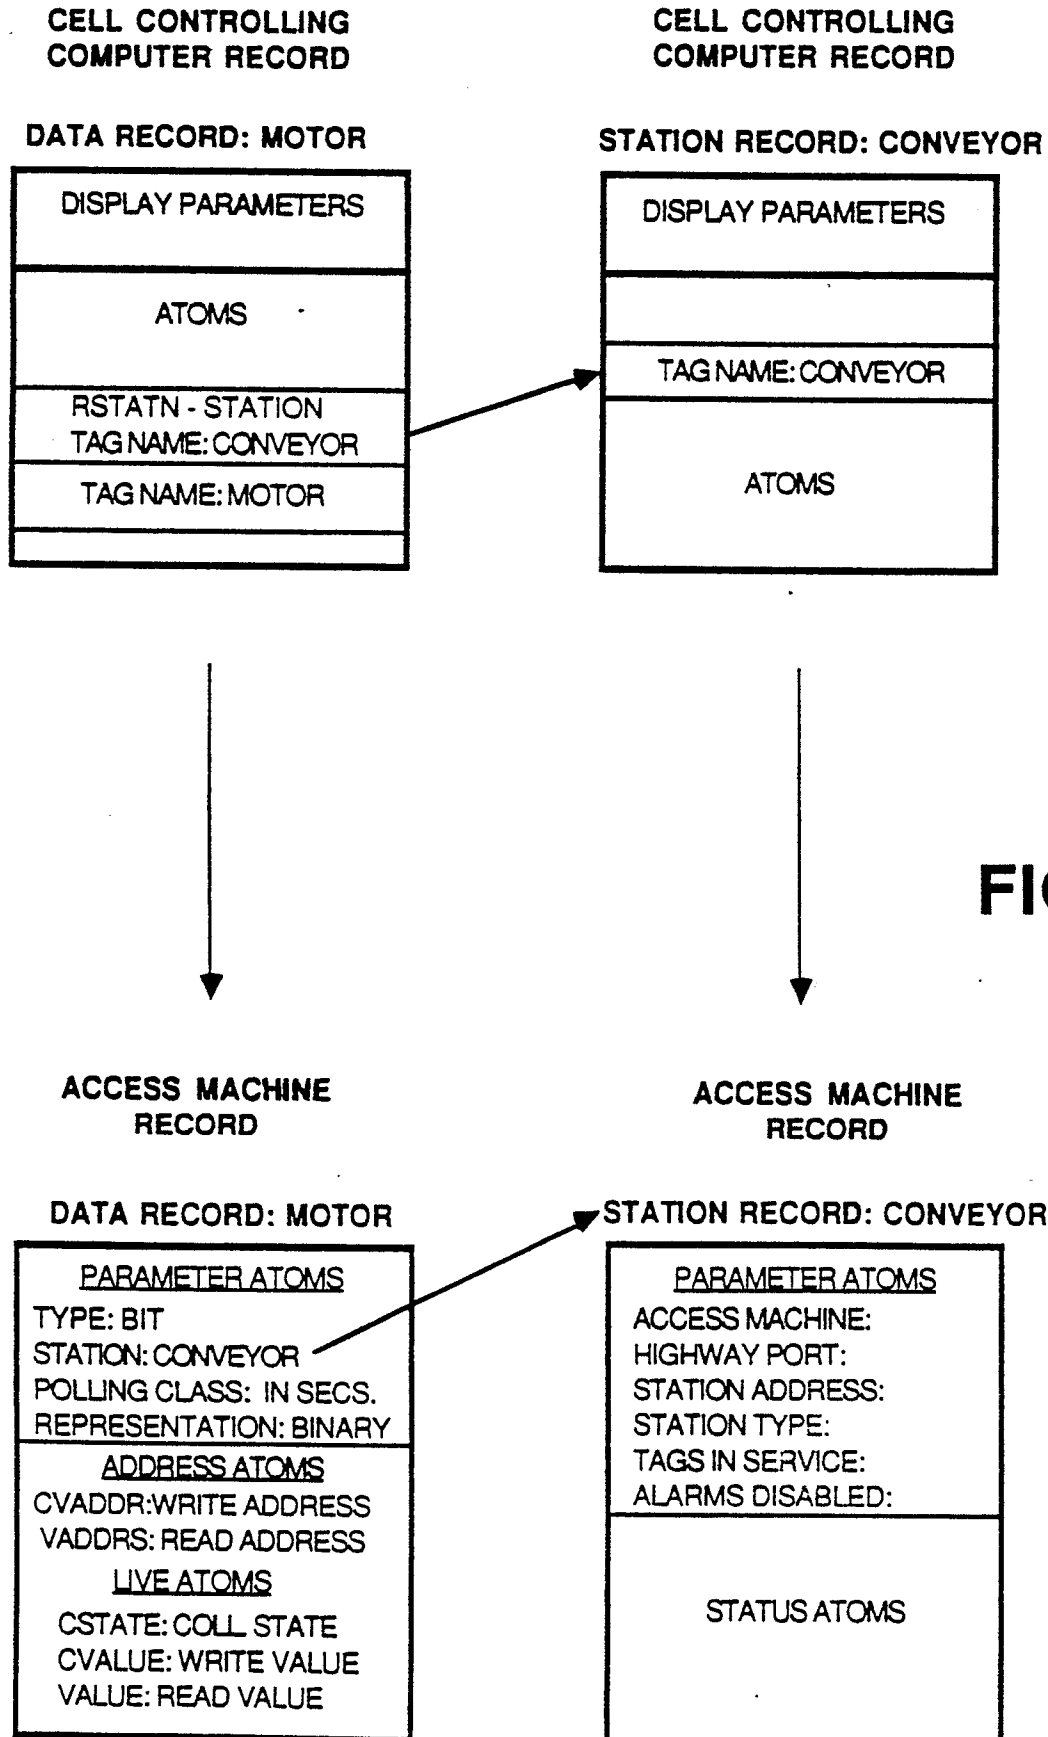 CELL CONTROLLING
COMPUTER RECORD
DATA RECORD: MOTOR
DISPLAY PARAMETERS
ATOMS
RSTATN - STATION
TAG NAME: CONVEYOR
TAG NAME: MOTOR
CELL CONTROLLING
COMPUTER RECORD
STATION RECORD: CONVEYOR
DISPLAY PARAMETERS
TAG NAME: CONVEYOR
ATOMS
FIG
ACCESS MACHINE
RECORD
DATA RECORD: MOTOR
PARAMETER ATOMS
TYPE: BIT
STATION: CONVEYOR
POLLING CLASS: IN SECS.
REPRESENTATION: BINARY
ADDRESS ATOMS
CVADDR:WRITE ADDRESS
VADDRS: READ ADDRESS
LIVE ATOMS
CSTATE: COLL STATE
CVALUE: WRITE VALUE
VALUE: READ VALUE
ACCESS MACHINE
RECORD
STATION RECORD: CONVEYOR
PARAMETER ATOMS
ACCESS MACHINE:
HIGHWAY PORT:
STATION ADDRESS:
STATION TYPE:
TAGS IN SERVICE:
ALARMS DISABLED:
STATUS ATOMS